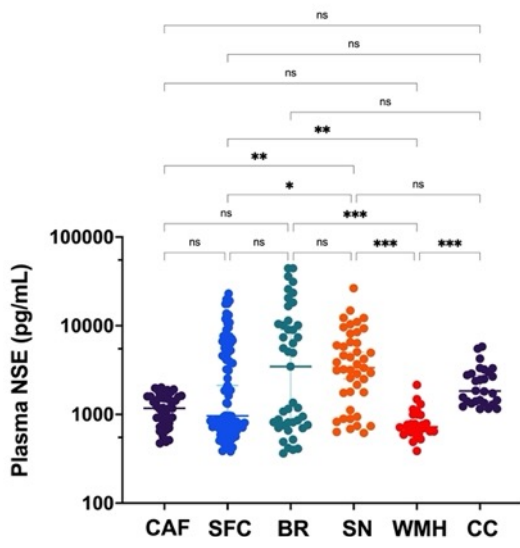 ns
ns
ns
ns
**
**
* ns
ns ***
ns ns ns *** ***
Plasma NSE (pg/mL)
100000
10000
1000
100
CAF SFC BR SN WMH CC